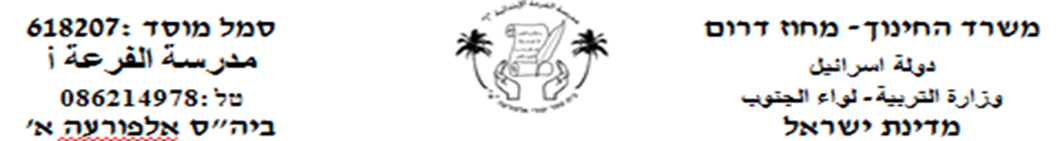 משרד החינוך- מחוז דרום
دولة اسرائيل
وزارة التربية- لواء الجنوب
מדינת ישראל
סמל מוסד :618207
مدرسة الفرعة أ
טל :086214978
ביה״ס אלפורעה א׳